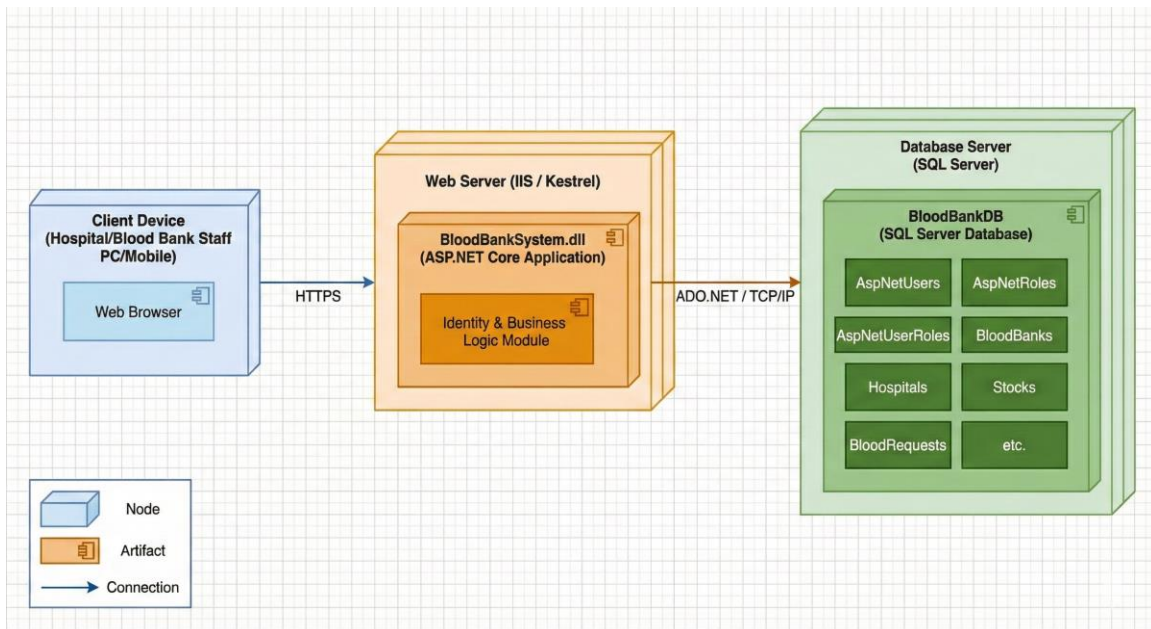 Client Device
(Hospital/Blood Bank Staff
PC/Mobile)
Web Browser
HTTPS
Web Server (IIS / Kestrel)
BloodBankSystem.dll
(ASP.NET Core Application)
Identity & Business
Logic Module
ADO.NET / TCP/IP
Database Server
(SQL Server)
BloodBankDB
(SQL Server Database)
AspNetUsers
AspNetRoles
AspNetUserRoles
BloodBanks
Hospitals
Stocks
BloodRequests
etc.
Node
Artifact
Connection